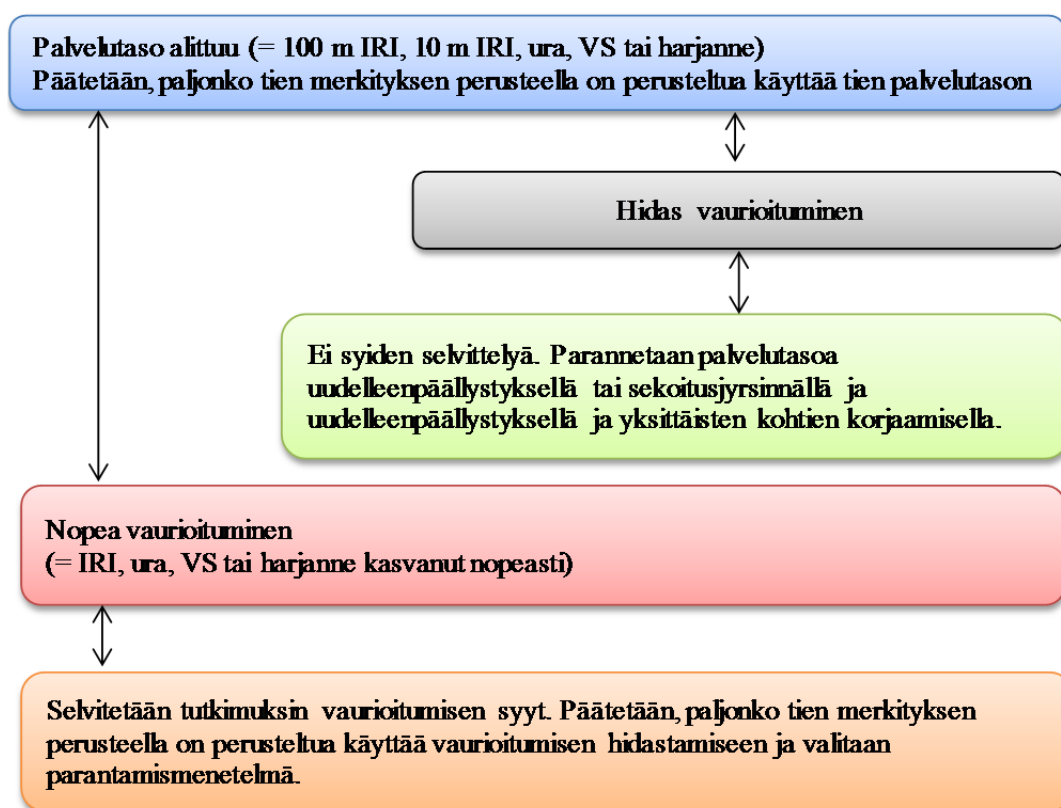 Palvelutaso alittuu (= 100 m IRI, 10 m IRI, ura, VS tai harjanne)
Päätetään, paljonko tien merkityksen perusteella on perusteltua käyttää tien palvelutason
Hidas vaurioituminen
Ei syiden selvittelyä. Parannetaan palvelutasoa
uudelleenpäällystyksellä tai sekoitusjyrsinnällä ja
uudelleenpäällystyksellä ja yksittäisten kohtien korjaamisella.
Nopea vaurioituminen
(= IRI, ura, VS tai harjanne kasvanut nopeasti)
Selvitetään tutkimuksin vaurioitumisen syyt. Päätetään, paljonko tien merkityksen
perusteella on perusteltua käyttää vaurioitumisen hidastamiseen ja valitaan
parantamismenetelmä.